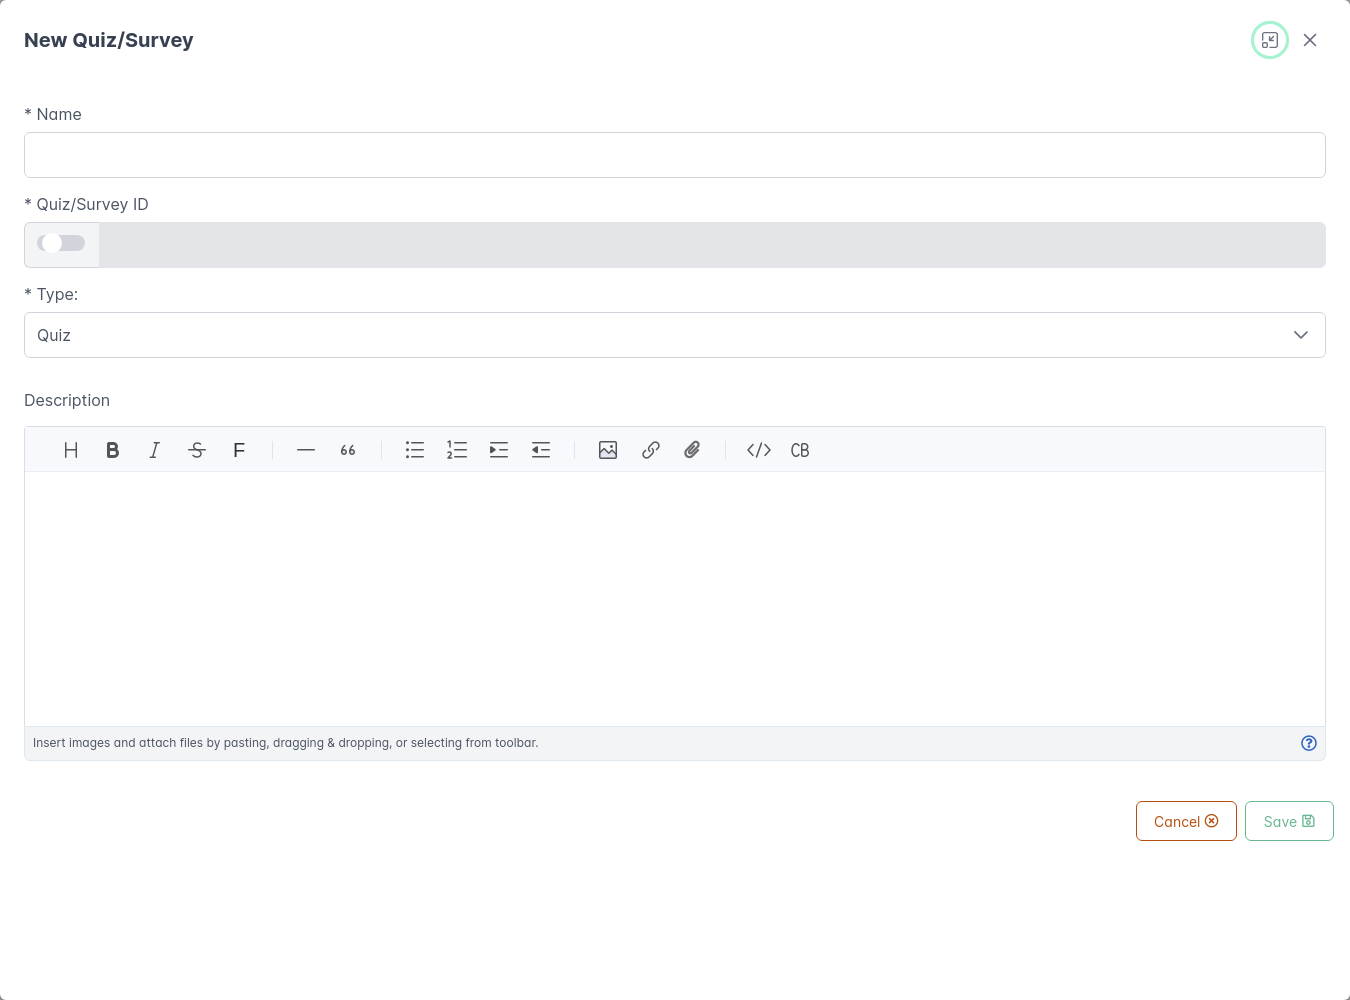 New Quiz/Survey
* Name
* Quiz/Survey ID
* Type:
Quiz
Description
H B I S F 66 CB
Insert images and attach files by pasting, dragging & dropping, or selecting from toolbar.
Cancel
Save